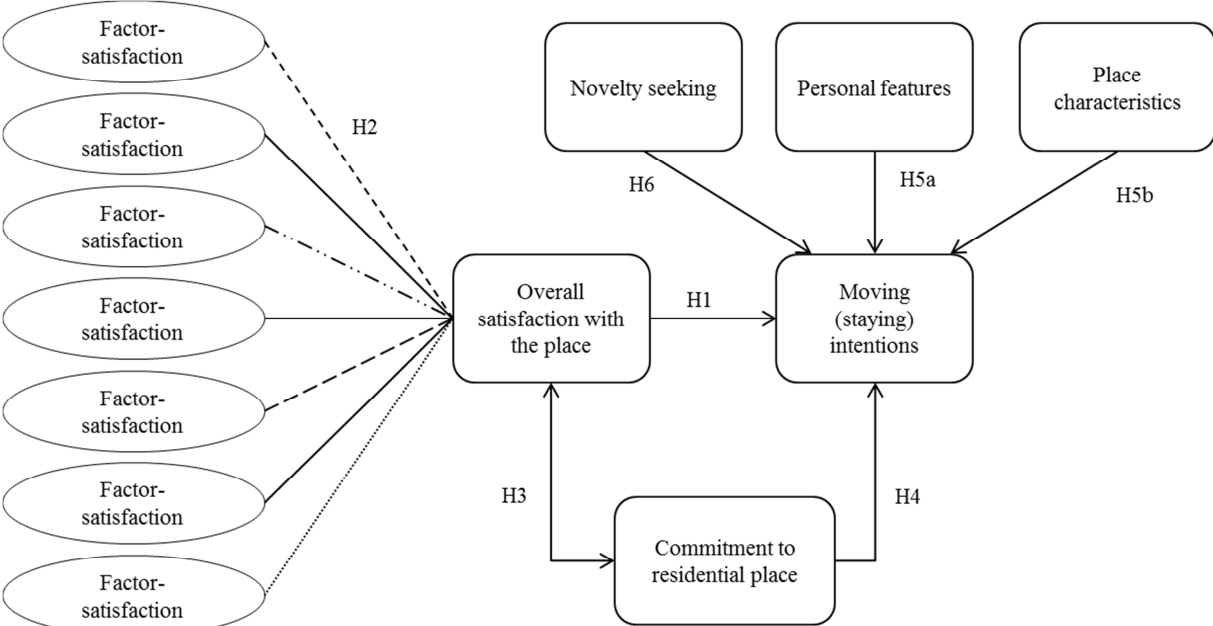 Factor-
satisfaction
Factor-
satisfaction
Factor-
satisfaction
Factor-
satisfaction
Factor-
satisfaction
Factor-
satisfaction
Factor-
satisfaction
H2
Novelty seeking
Personal features
Place
characteristics
H6
H5a
H5b
Overall
satisfaction with
the place
H1
Moving
(staying)
intentions
H3
H4
Commitment to
residential place